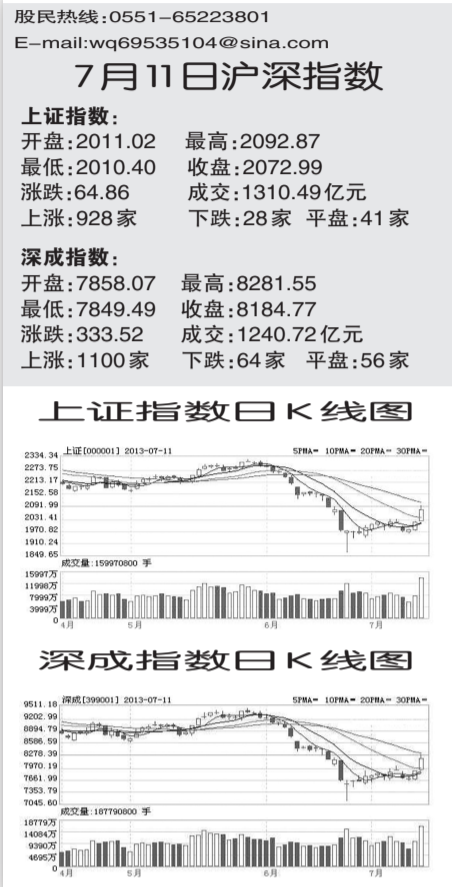 股民热线:0551-65223801
E-mail:wq69535104@sina.com
7月11日沪深指数
上证指数:
开盘:2011.02 最高:2092.87
最低:2010.40 收盘:2072.99
涨跌:64.86 成交:1310.49亿元
上涨:928家 下跌:28家 平盘:41家
深成指数:
开盘:7858.07 最高:8281.55
最低:7849.49 收盘:8184.77
涨跌:333.52 成交:1240.72亿元
上涨:1100家 下跌:64家 平盘:56家
上证指数日K线图
上证[000001] 2013-07-11 5PMA 10PMA 20PMA 30PMA
2334.34
2273.75
2213.17
2152.58
2091.99
2031.41
1970.82
1910.24
1849.65
成交量:159970800 手
15997万
11998万
7999万
3999万
0
4月 5月 6月 7月
深成指数日K线图
深成[399001] 2013-07-11 5PMA 10PMA 20PMA 30PMA
9511.18
9202.99
8894.79
8586.59
8278.39
7970.19
7661.99
7353.79
7045.60
成交量:187790800 手
18779万
14084万
9390万
4695万
0
4月 5月 6月 7月